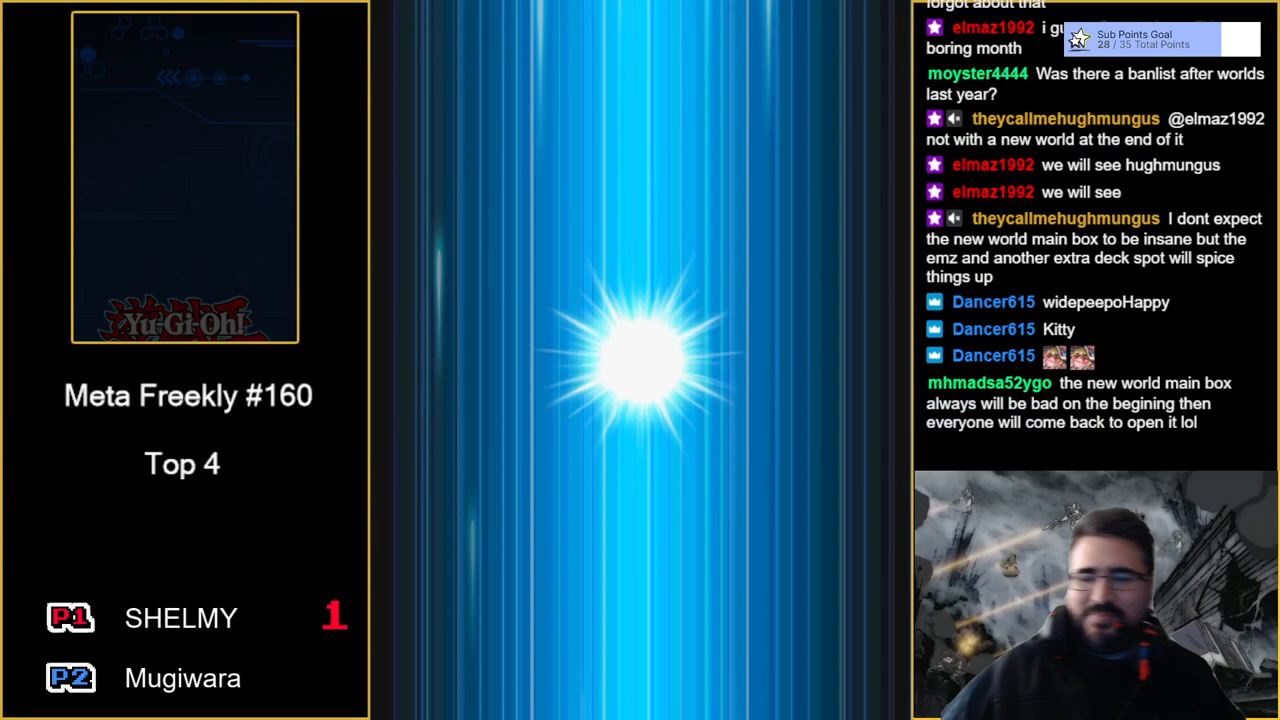 Yu-Gi-Oh!
Meta Freekly #160
Top 4
P1 SHELMY 1
P2 Mugiwara
forgot about that
elmaz1992 i gu
boring month
Sub Points Goal
28 / 35 Total Points
moyster4444 Was there a banlist after worlds
last year?
theycallmehughmungus @elmaz1992
not with a new world at the end of it
elmaz1992 we will see hughmungus
elmaz1992 we will see
theycallmehughmungus I dont expect
the new world main box to be insane but the
emz and another extra deck spot will spice
things up
Dancer615 widepeepoHappy
Dancer615 Kitty
Dancer615
mhmadsa52ygo the new world main box
always will be bad on the begining then
everyone will come back to open it lol